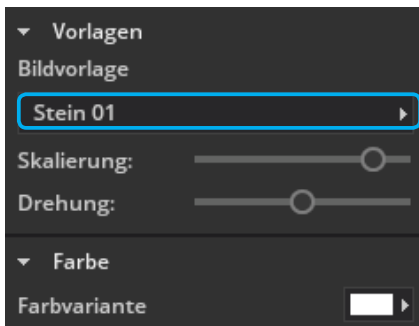 Vorlagen
Bildvorlage
Stein 01
Skalierung:
Drehung:
Farbe
Farbvariante